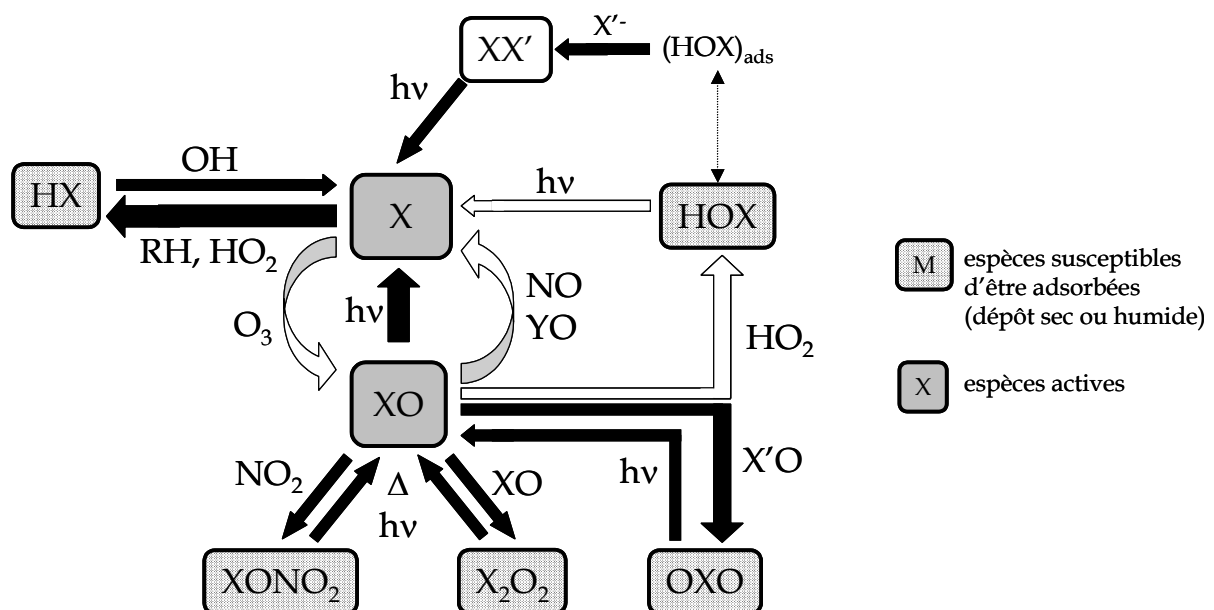 X'-
XX'
(HOX)ads
hν
OH
hν
HX
X
HOX
RH, HO2
NO
YO
O3
hν
HO2
XO
NO2
Δ
hν
XO
hν
X'O
XONO2
X2O2
OXO
M
espèces susceptibles
d'être adsorbées
(dépôt sec ou humide)
X
espèces actives